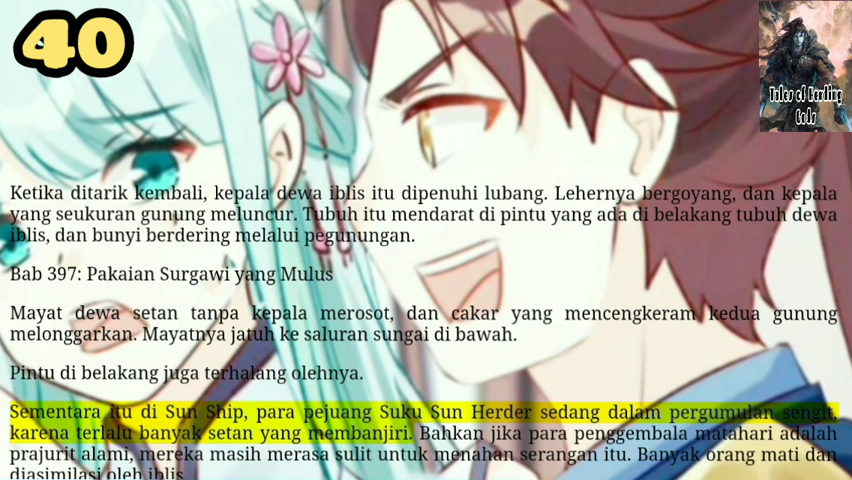 40
Tales of Herding
Gods
Ketika ditarik kembali, kepala dewa iblis itu dipenuhi lubang. Lehernya bergoyang, dan kepala
yang seukuran gunung meluncur. Tubuh itu mendarat di pintu yang ada di belakang tubuh dewa
iblis, dan bunyi berdering melalui pegunungan.
Bab 397: Pakaian Surgawi yang Mulus
Mayat dewa setan tanpa kepala merosot, dan cakar yang mencengkeram kedua gunung
melonggarkan. Mayatnya jatuh ke saluran sungai di bawah.
Pintu di belakang juga terhalang olehnya.
Sementara itu di Sun Ship, para pejuang Suku Sun Herder sedang dalam pergumulan sengit,
karena terlalu banyak setan yang membanjiri. Bahkan jika para penggembala matahari adalah
prajurit alami, mereka masih merasa sulit untuk menahan serangan itu. Banyak orang mati dan
diasimilasi oleh iblis